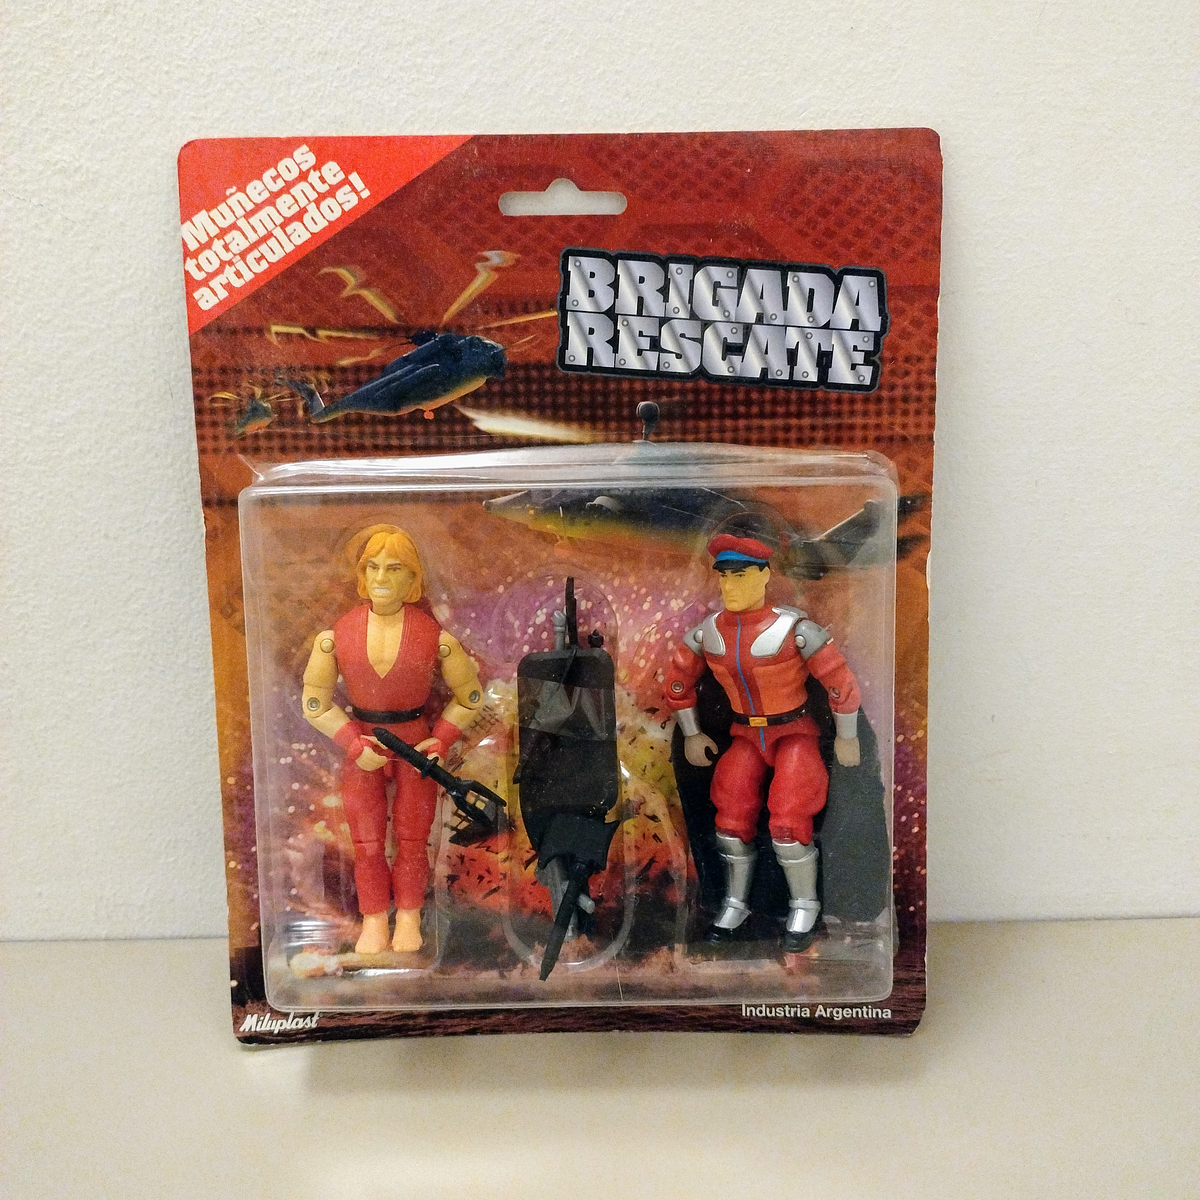 Muñecos
totalmente
articulados!
BRIGADA
RESCATE
Miluplast
Industria Argentina